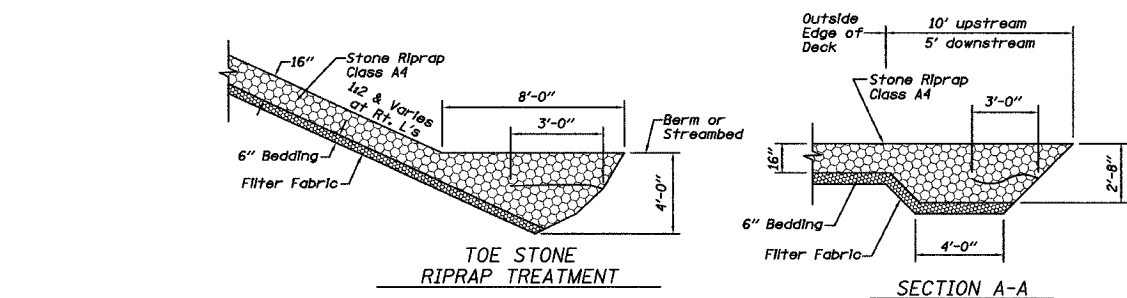 16"
Stone Riprap
Class A4
1:2 & Varies
at Rt. L's
8'-0"
3'-0"
Berm or
Streambed
6" Bedding
Filter Fabric
4'-0"
TOE STONE
RIPRAP TREATMENT
Outside
Edge of
Deck
10' upstream
5' downstream
Stone Riprap
Class A4
3'-0"
16"
2'-8"
6" Bedding
Filter Fabric
4'-0"
SECTION A-A